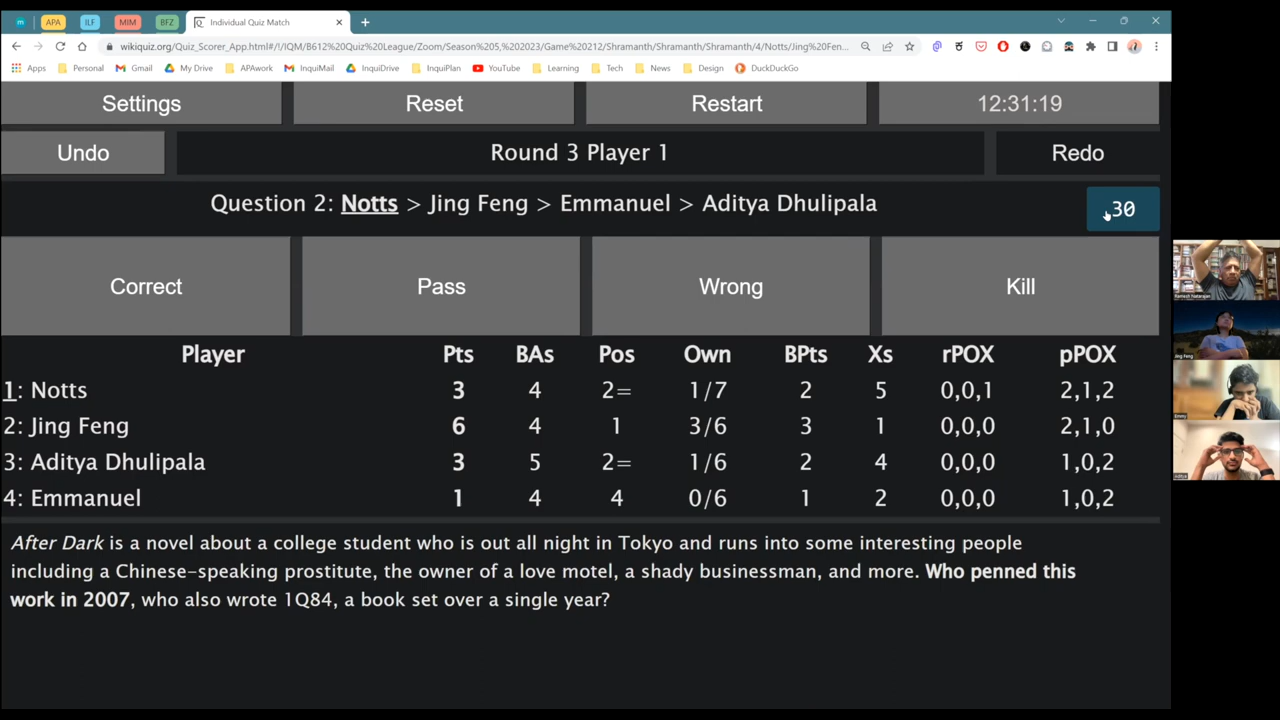 APA
ILF
MIM
BFZ
Individual Quiz Match
wikiquiz.org/Quiz_Scorer_App.html#/!/IQM/B612%20Quiz%20League/Zoom/Season%205,%202023/Game%20212/Shramanth/Shramanth/Shramanth/4/Notts/Jing%20Fen...
Apps Personal Gmail My Drive APAwork InquiMail InquiDrive InquiPlan YouTube Learning Tech News Design DuckDuckGo
Settings Reset Restart 12:31:19
Undo Round 3 Player 1 Redo
Question 2: Notts > Jing Feng > Emmanuel > Aditya Dhulipala 30
Correct Pass Wrong Kill
Player Pts BAs Pos Own BPts Xs rPOX pPOX
1: Notts 3 4 2= 1/7 2 5 0,0,1 2,1,2
2: Jing Feng 6 4 1 3/6 3 1 0,0,0 2,1,0
3: Aditya Dhulipala 3 5 2= 1/6 2 4 0,0,0 1,0,2
4: Emmanuel 1 4 4 0/6 1 2 0,0,0 1,0,2
After Dark is a novel about a college student who is out all night in Tokyo and runs into some interesting people
including a Chinese-speaking prostitute, the owner of a love motel, a shady businessman, and more. Who penned this
work in 2007, who also wrote 1Q84, a book set over a single year?
Ramesh Natarajan
Jing Feng